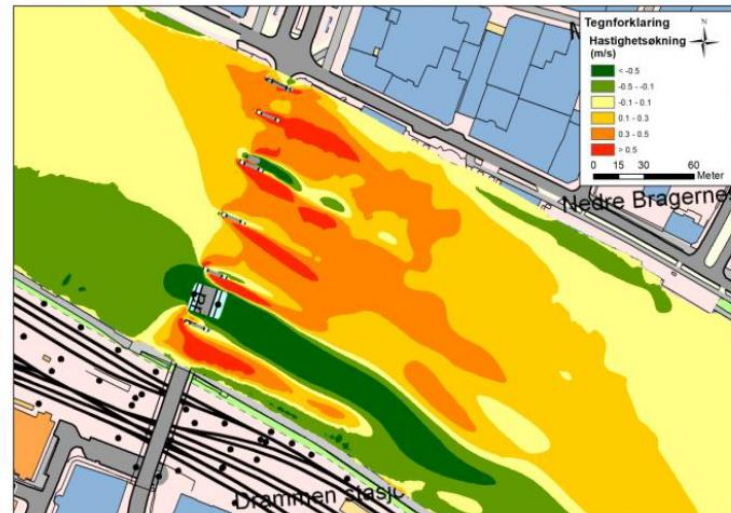 Tegnforklaring
N
Hastighetsøkning
(m/s)
< -0.5
-0.5 - -0.1
-0.1 - 0.1
0.1 - 0.3
0.3 - 0.5
> 0.5
0 15 30 60
Meter
Nedre Bragernes
Drammen stasjo